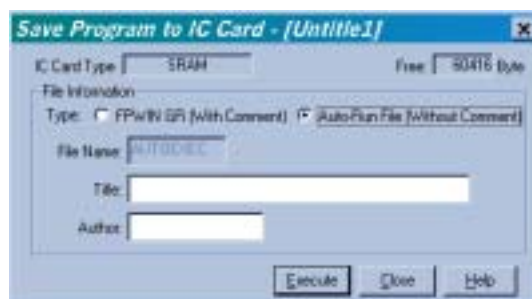 Save Program to IC Card - [Untitle1]
IC Card Type: SRAM Free: 60416 Byte
File Information
Type: FPWIN GR (With Comment) Auto-Run File (Without Comment)
File Name: AUTOEXEC
Title:
Author:
Execute Close Help